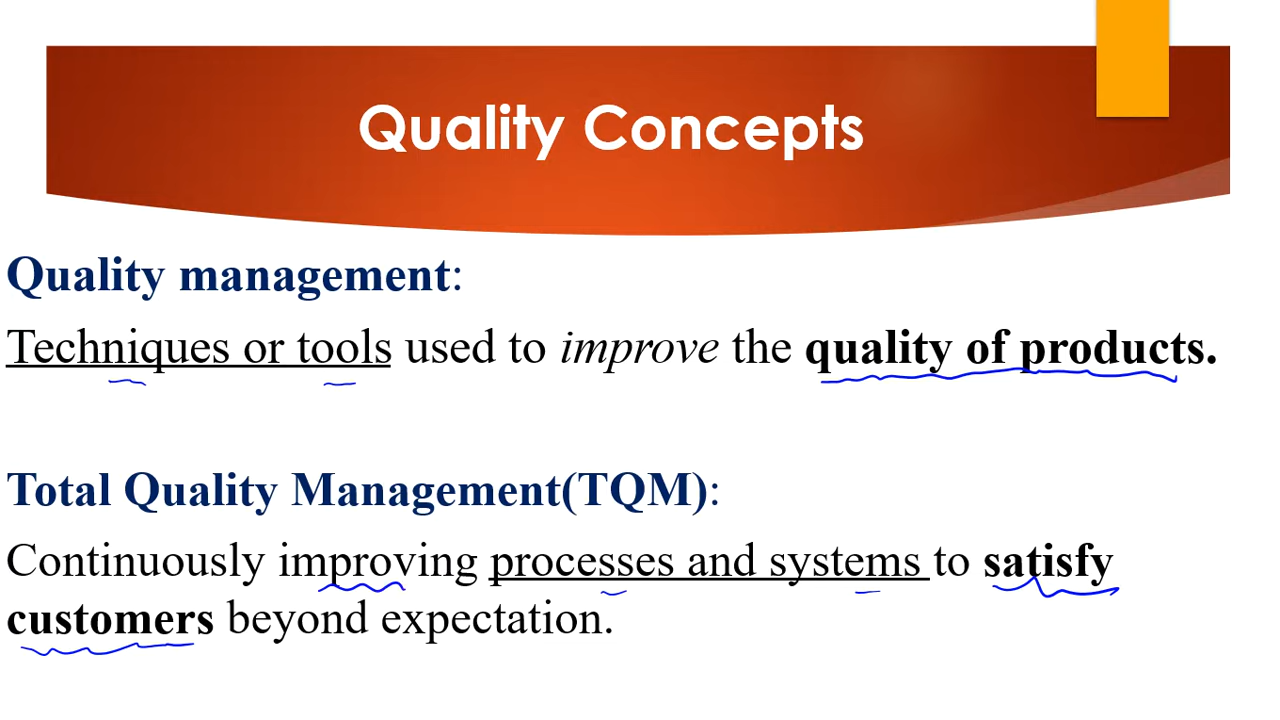 Quality Concepts
Quality management:
Techniques or tools used to improve the quality of products.
Total Quality Management(TQM):
Continuously improving processes and systems to satisfy
customers beyond expectation.